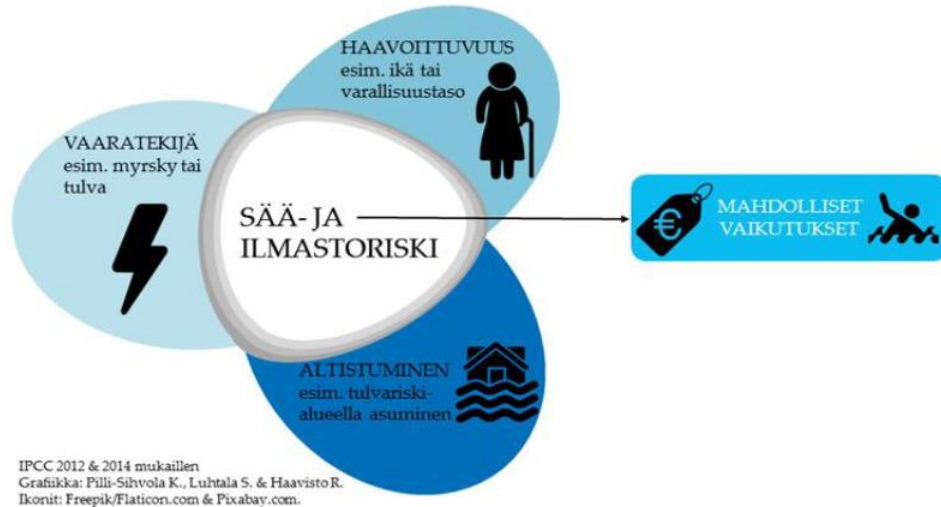 HAAVOITTUVUUS
esim. ikä tai
varallisuustaso
VAARATEKIJÄ
esim. myrsky tai
tulva
SÄÄ- JA
ILMASTORISKI
€
MAHDOLLISET
VAIKUTUKSET
ALTISTUMINEN
esim. tulvariski-
alueella asuminen
IPCC 2012 & 2014 mukaillen
Grafiikka: Pilli-Sihvola K., Luhtala S. & Haavisto R.
Ikonit: Freepik/Flaticon.com & Pixabay.com.